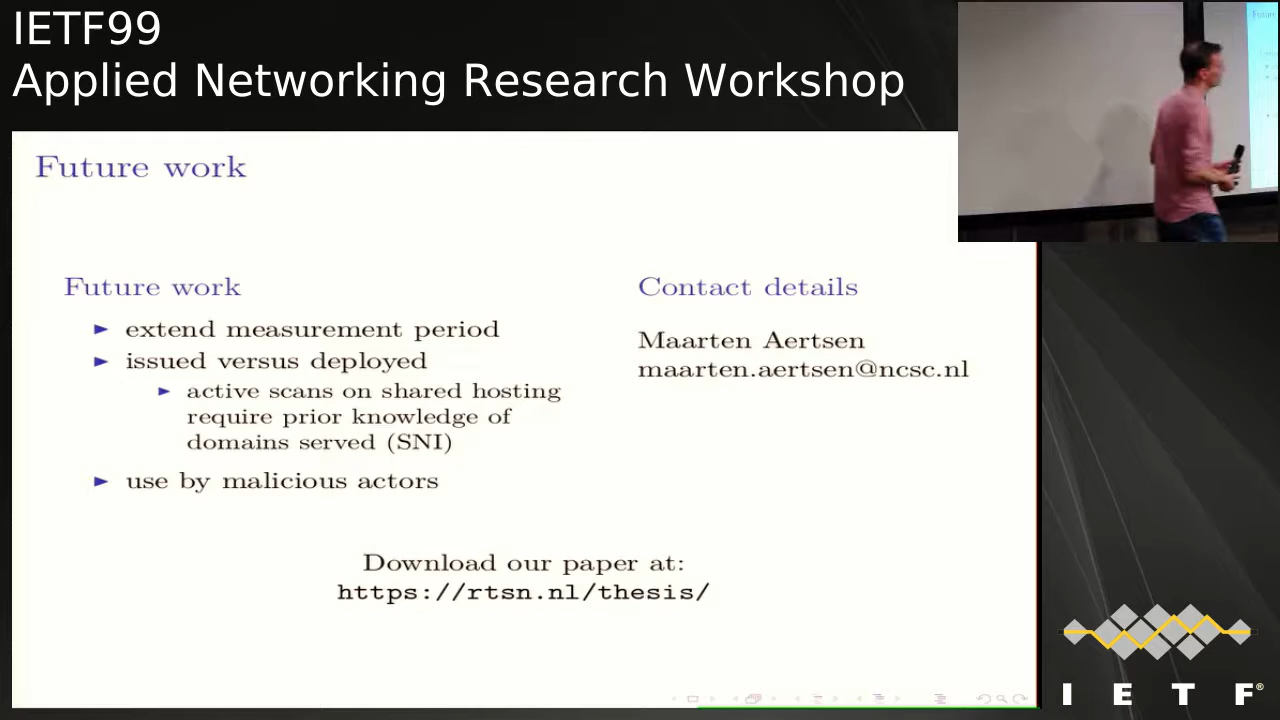 IETF99
Applied Networking Research Workshop
Future work
Future work
extend measurement period
issued versus deployed
active scans on shared hosting
require prior knowledge of
domains served (SNI)
use by malicious actors
Contact details
Maarten Aertsen
maarten.aertsen@ncsc.nl
Download our paper at:
https://rtsn.nl/thesis/
I E T F®